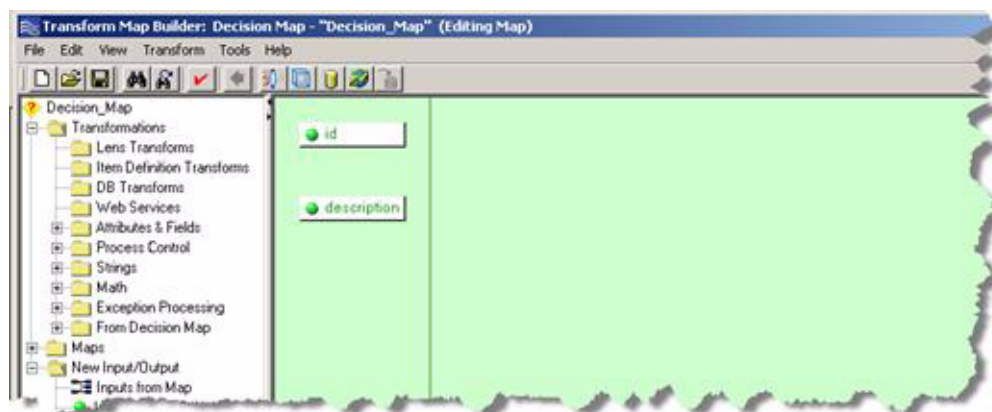 Transform Map Builder: Decision Map - "Decision_Map" (Editing Map)
File Edit View Transform Tools Help
Decision_Map
Transformations
Lens Transforms
Item Definition Transforms
DB Transforms
Web Services
Attributes & Fields
Process Control
Strings
Math
Exception Processing
From Decision Map
Maps
New Input/Output
Inputs from Map
id
description